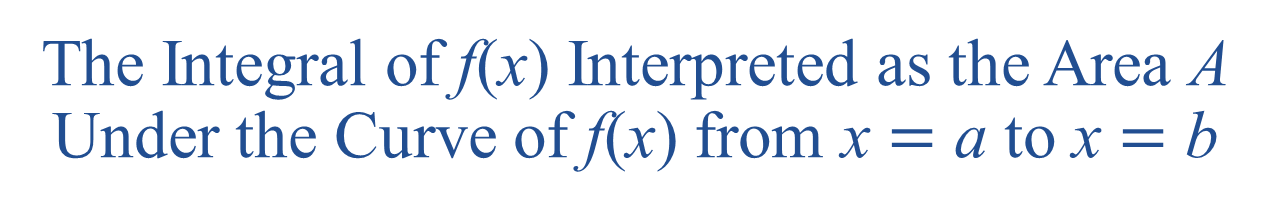 The Integral of f(x) Interpreted as the Area A
Under the Curve of f(x) from x = a to x = b